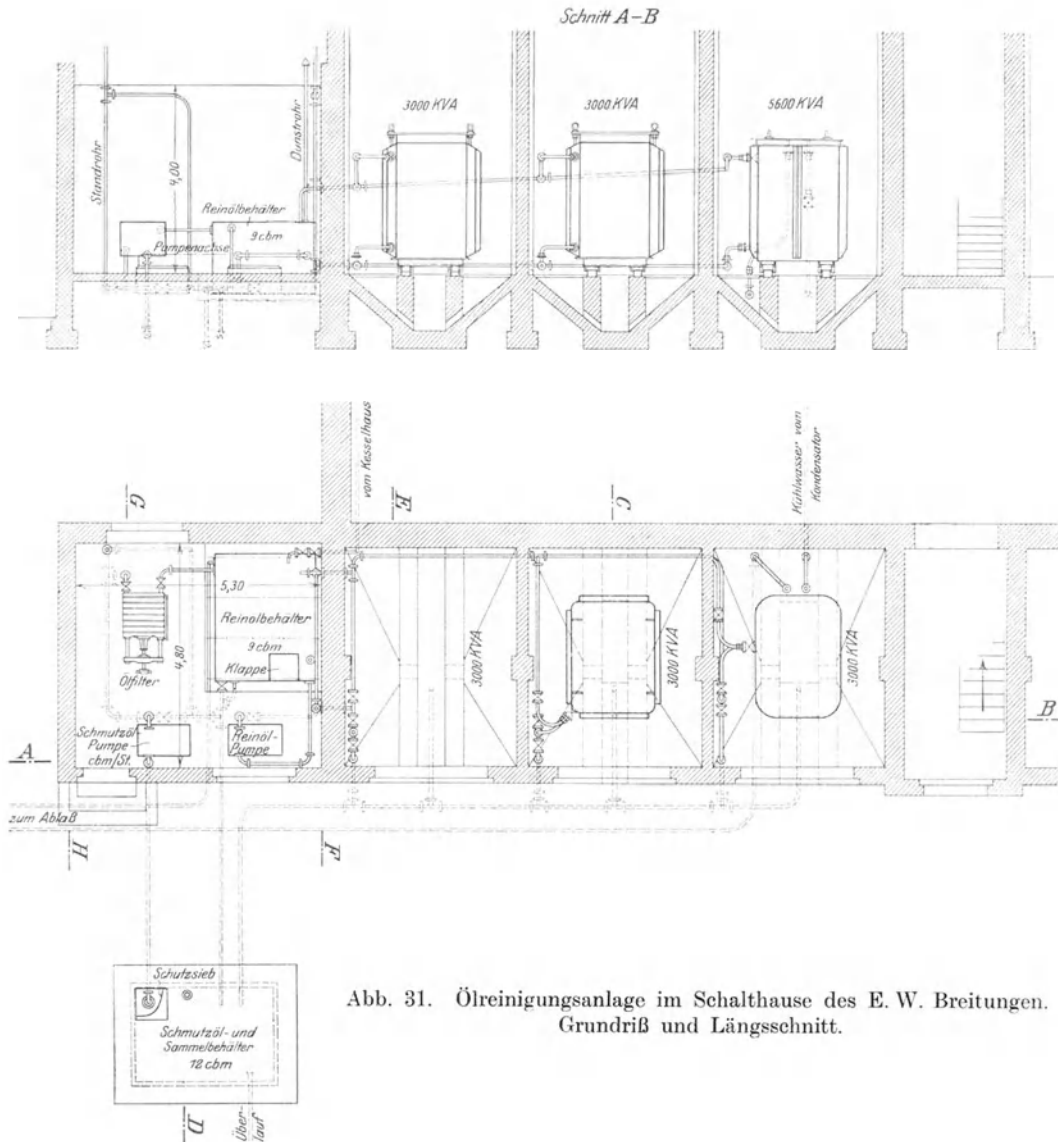 Schnitt A-B
3000 KVA
3000 KVA
5600 KVA
Standrohr
4,00
Dunstrohr
Reinölbehälter
9 cbm
Pumpenachse
vom Kesselhaus
Kühlwasser vom
Kondensator
G
E
C
5,30
Reinölbehälter
9 cbm
Klappe
4,80
Ölfilter
3000 KVA
3000 KVA
3000 KVA
Schmutzöl-
Pumpe
cbm/St.
Reinöl-
Pumpe
A
B
zum Ablaß
H
F
Schutzsieb
Schmutzöl- und
Sammelbehälter
12 cbm
D
Über-
lauf
Abb. 31. Ölreinigungsanlage im Schalthause des E. W. Breitungen.
Grundriß und Längsschnitt.